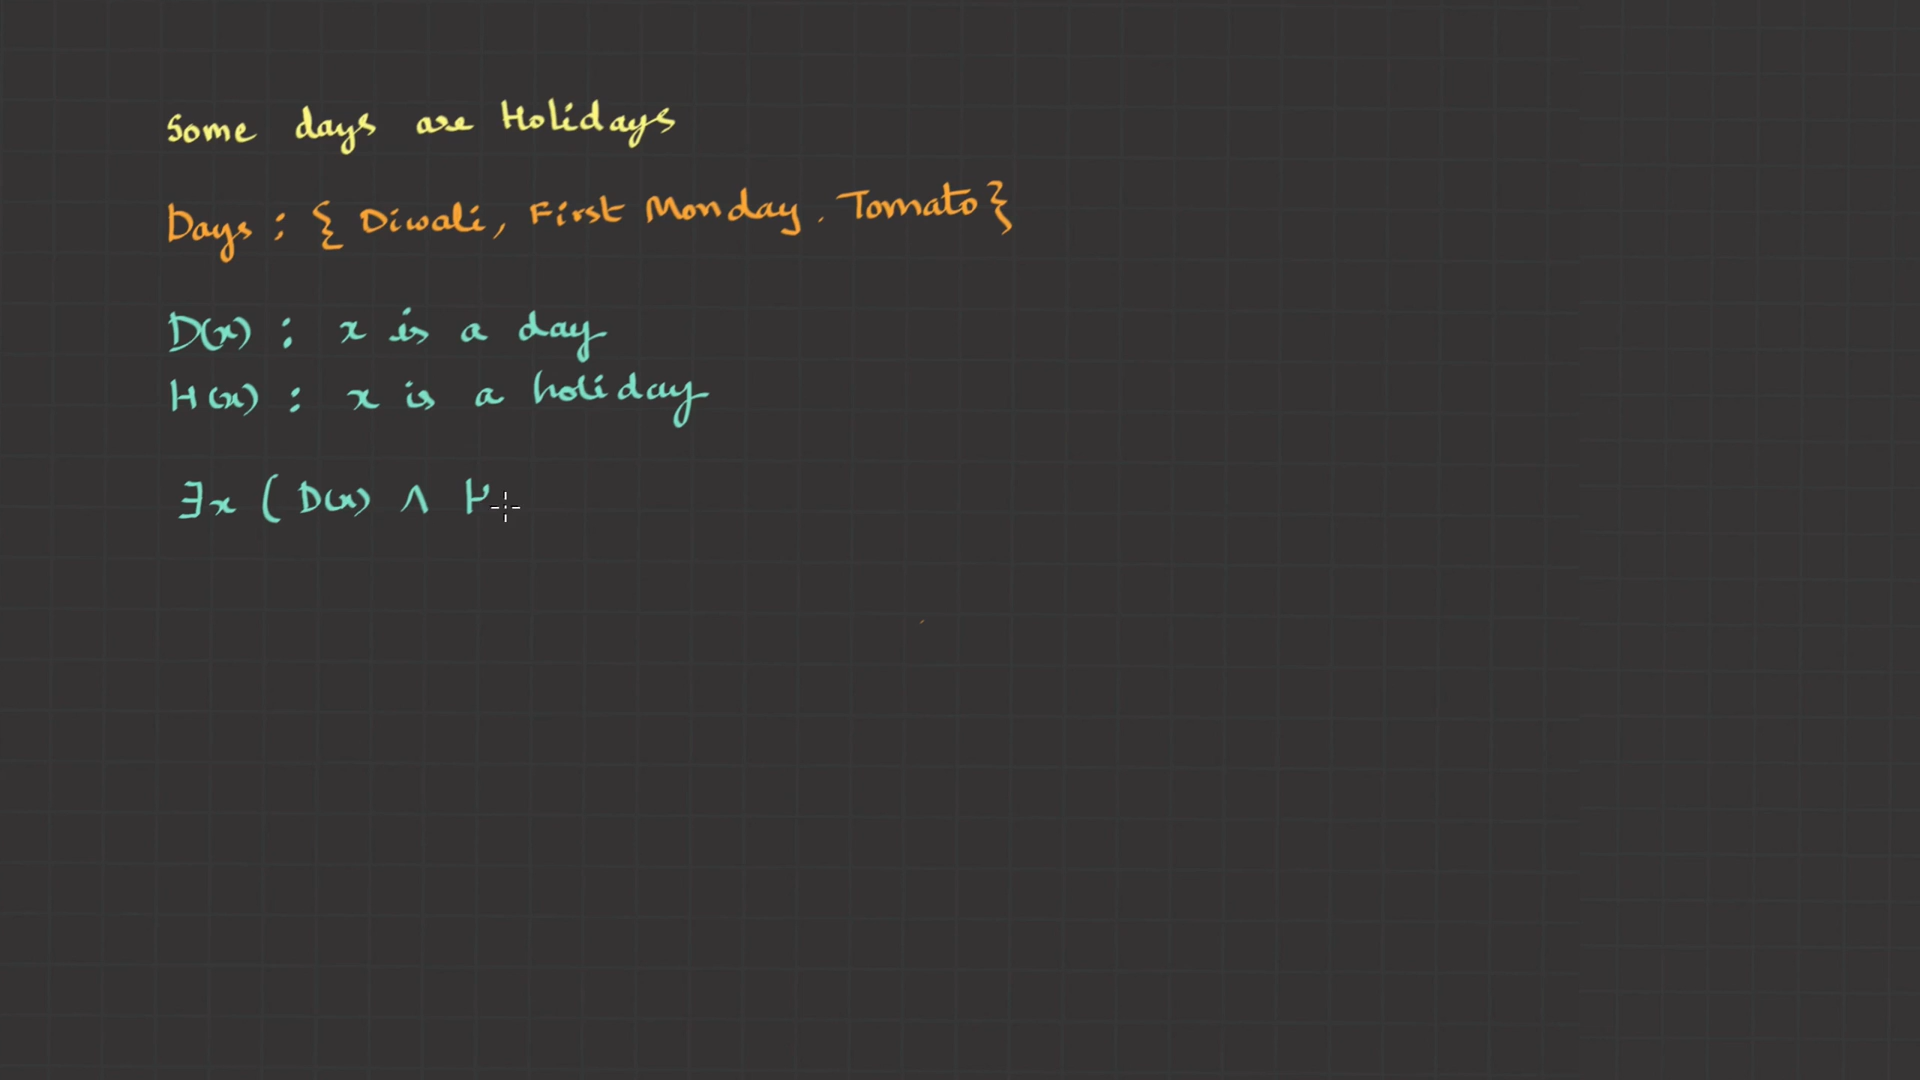 Some days are Holidays
Days : { Diwali, First Monday. Tomato}
D(x) : x is a day
H(x) : x is a holiday
∃x ( D(x) ∧